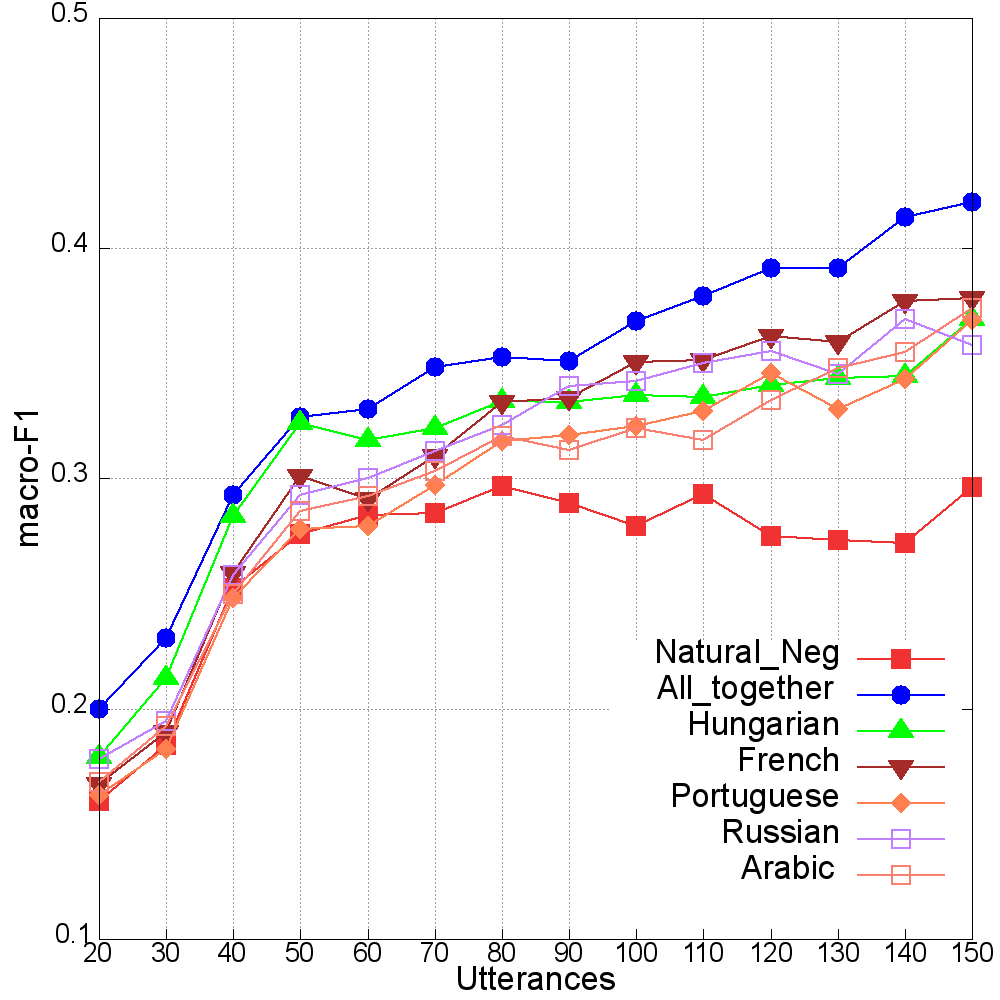 0.5
0.4
0.3
0.2
0.1
macro-F1
Natural_Neg
All_together
Hungarian
French
Portuguese
Russian
Arabic
20 30 40 50 60 70 80 90 100 110 120 130 140 150
Utterances